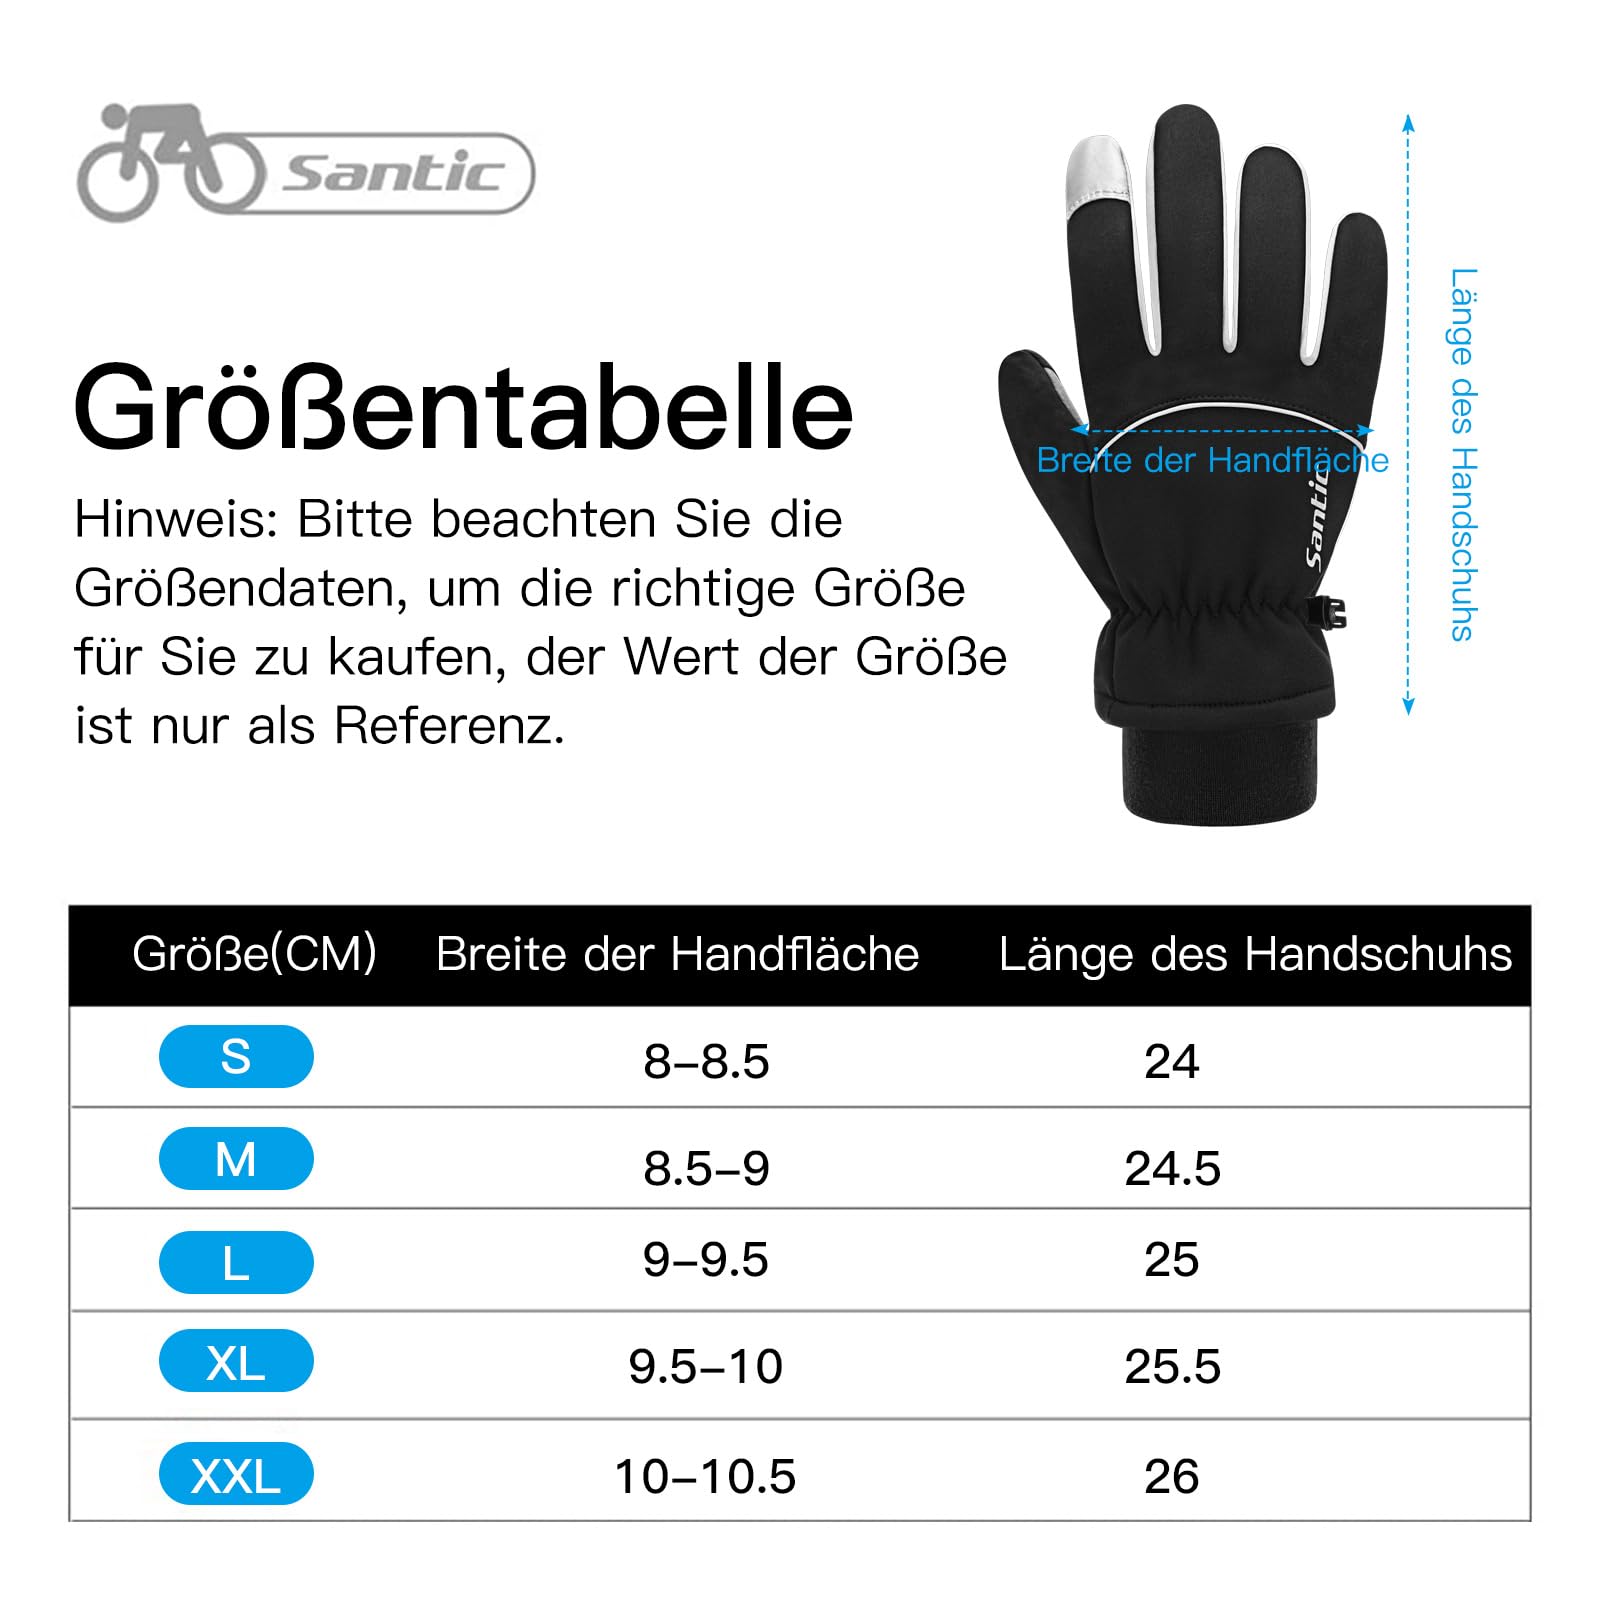 Santic
Größentabelle
Hinweis: Bitte beachten Sie die
Größendaten, um die richtige Größe
für Sie zu kaufen, der Wert der Größe
ist nur als Referenz.
Breite der Handfläche
Santic
Länge des Handschuhs
Größe(CM) Breite der Handfläche Länge des Handschuhs
S 8–8.5 24
M 8.5–9 24.5
L 9–9.5 25
XL 9.5–10 25.5
XXL 10–10.5 26